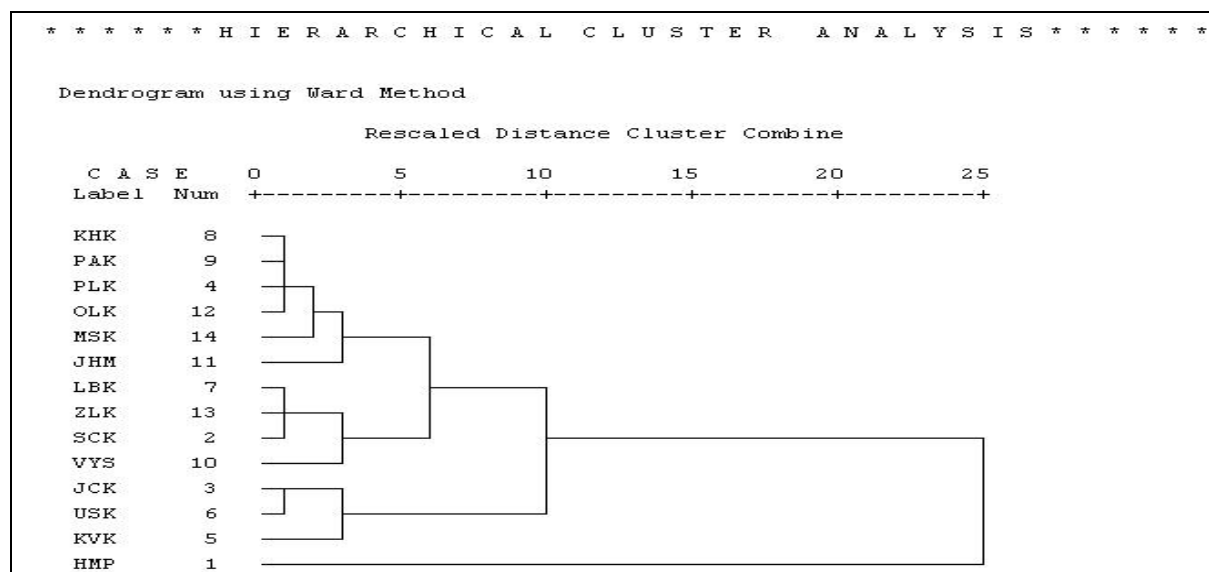 * * * * * * H I E R A R C H I C A L C L U S T E R A N A L Y S I S * * * * * *
Dendrogram using Ward Method
Rescaled Distance Cluster Combine
C A S E 0 5 10 15 20 25
Label Num +---------+---------+---------+---------+---------+
KHK 8
PAK 9
PLK 4
OLK 12
MSK 14
JHM 11
LBK 7
ZLK 13
SCK 2
VYS 10
JCK 3
USK 6
KVK 5
HMP 1